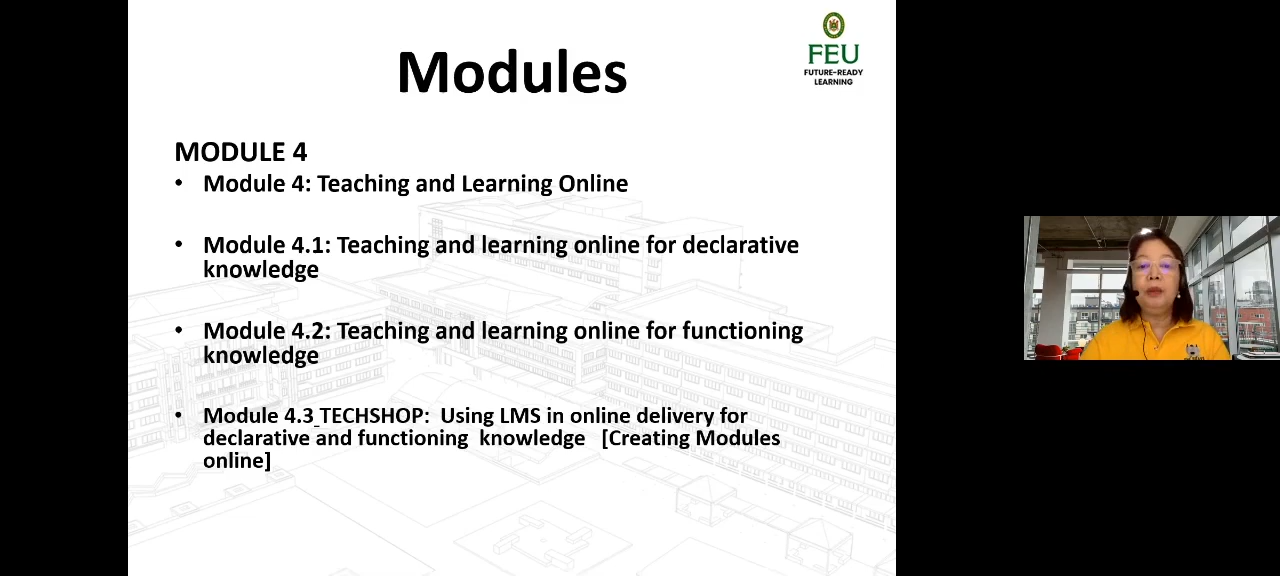 Modules
FEU
FUTURE-READY
LEARNING
MODULE 4
• Module 4: Teaching and Learning Online
• Module 4.1: Teaching and learning online for declarative
knowledge
• Module 4.2: Teaching and learning online for functioning
knowledge
• Module 4.3 TECHSHOP: Using LMS in online delivery for
declarative and functioning knowledge [Creating Modules
online]